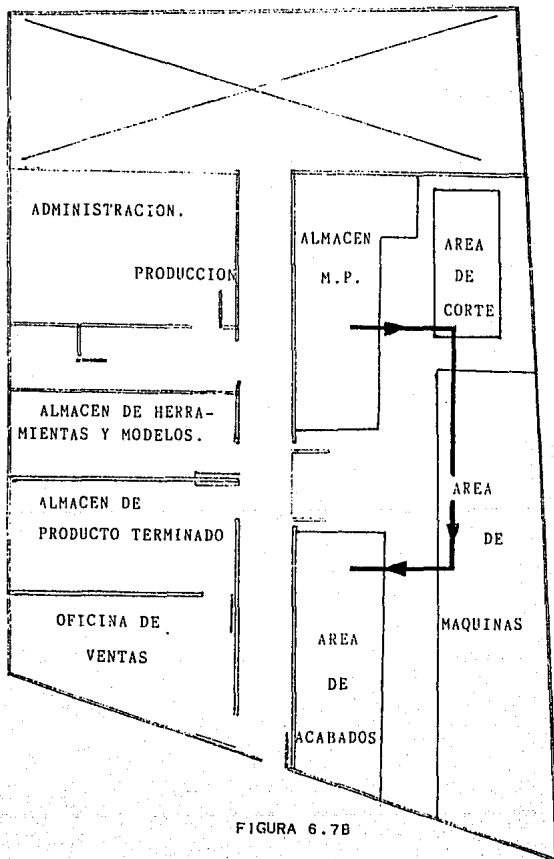 ADMINISTRACION.
PRODUCCION
ALMACEN DE HERRA-
MIENTAS Y MODELOS.
ALMACEN DE
PRODUCTO TERMINADO
OFICINA DE
VENTAS
ALMACEN
M.P.
AREA
DE
CORTE
AREA
DE
MAQUINAS
AREA
DE
ACABADOS
FIGURA 6.7B